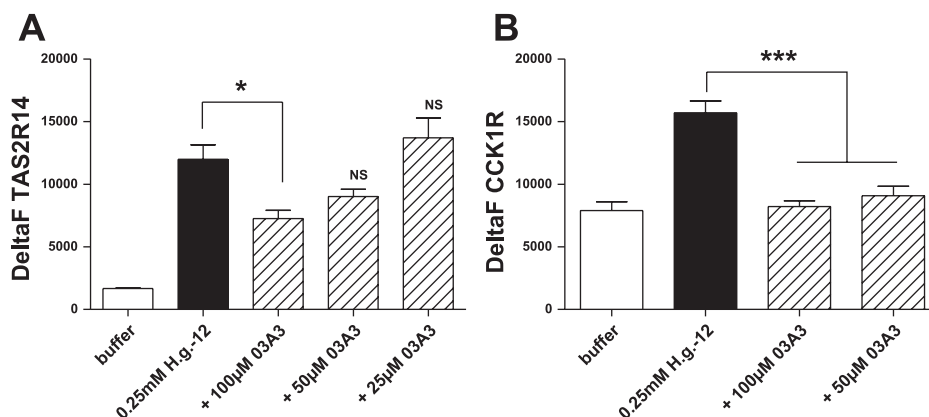 A
DeltaF TAS2R14
20000
15000
10000
5000
0
*
NS
NS
buffer
0.25mM H.g.-12
+ 100µM 03A3
+ 50µM 03A3
+ 25µM 03A3
B
DeltaF CCK1R
20000
15000
10000
5000
0
***
buffer
0.25mM H.g.-12
+ 100µM 03A3
+ 50µM 03A3